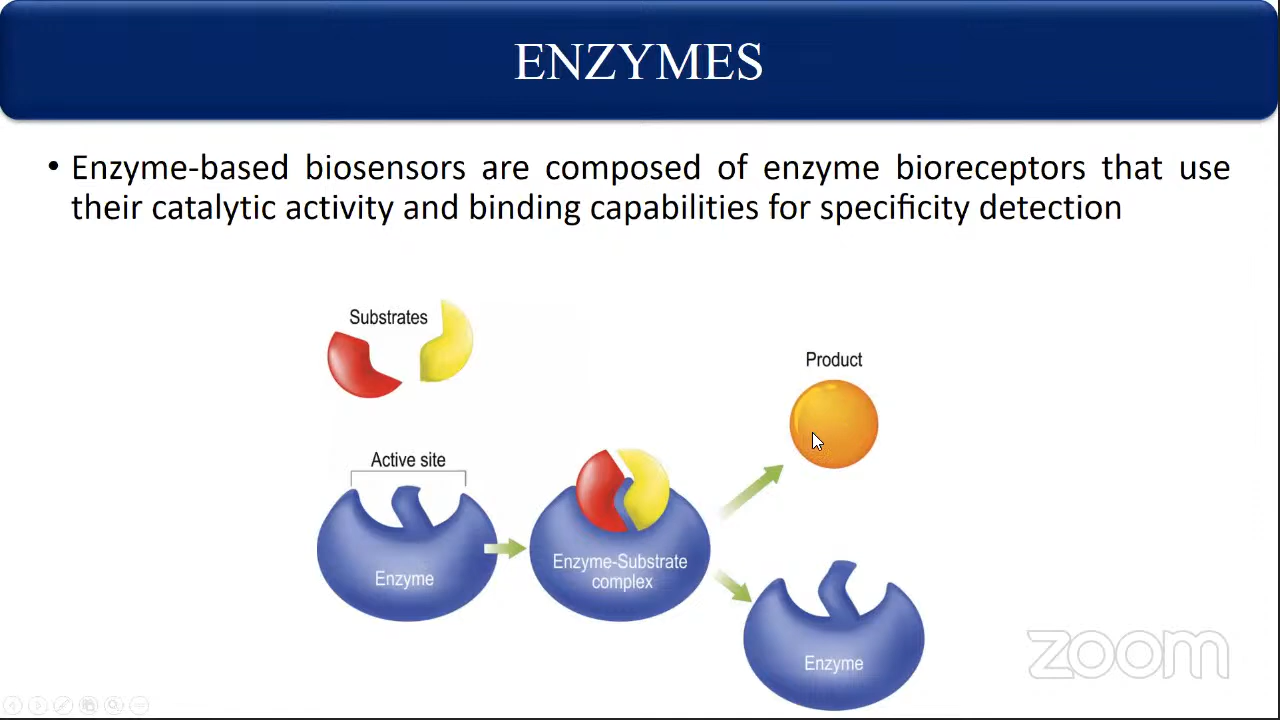 ENZYMES
• Enzyme-based biosensors are composed of enzyme bioreceptors that use
their catalytic activity and binding capabilities for specificity detection
Substrates
Product
Active site
Enzyme
Enzyme-Substrate
complex
Enzyme
zoom